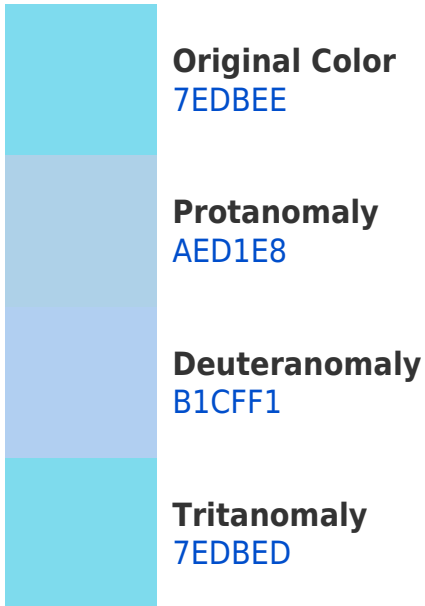 Original Color
7EDBEE
Protanomaly
AED1E8
Deuteranomaly
B1CFF1
Tritanomaly
7EDBED